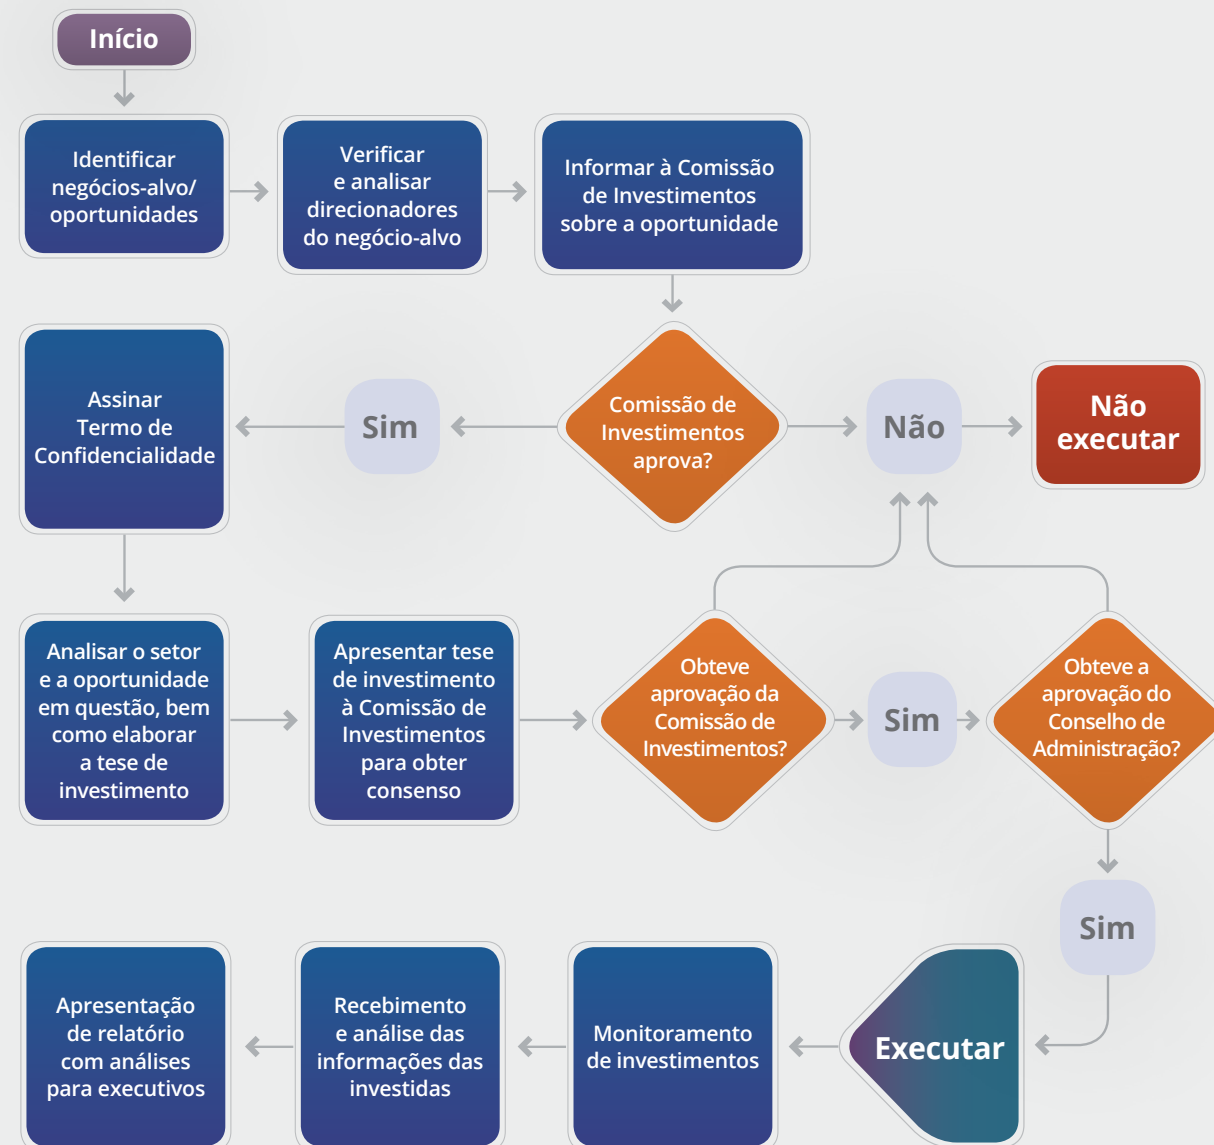 Início
Identificar
negócios-alvo/
oportunidades
Verificar
e analisar
direcionadores
do negócio-alvo
Informar à Comissão
de Investimentos
sobre a oportunidade
Assinar
Termo de
Confidencialidade
Sim
Comissão de
Investimentos
aprova?
Não
Não
executar
Analisar o setor
e a oportunidade
em questão, bem
como elaborar
a tese de
investimento
Apresentar tese
de investimento
à Comissão de
Investimentos
para obter
consenso
Obteve
aprovação da
Comissão de
Investimentos?
Sim
Obteve a
aprovação do
Conselho de
Administração?
Sim
Apresentação
de relatório
com análises
para executivos
Recebimento
e análise das
informações das
investidas
Monitoramento
de investimentos
Executar